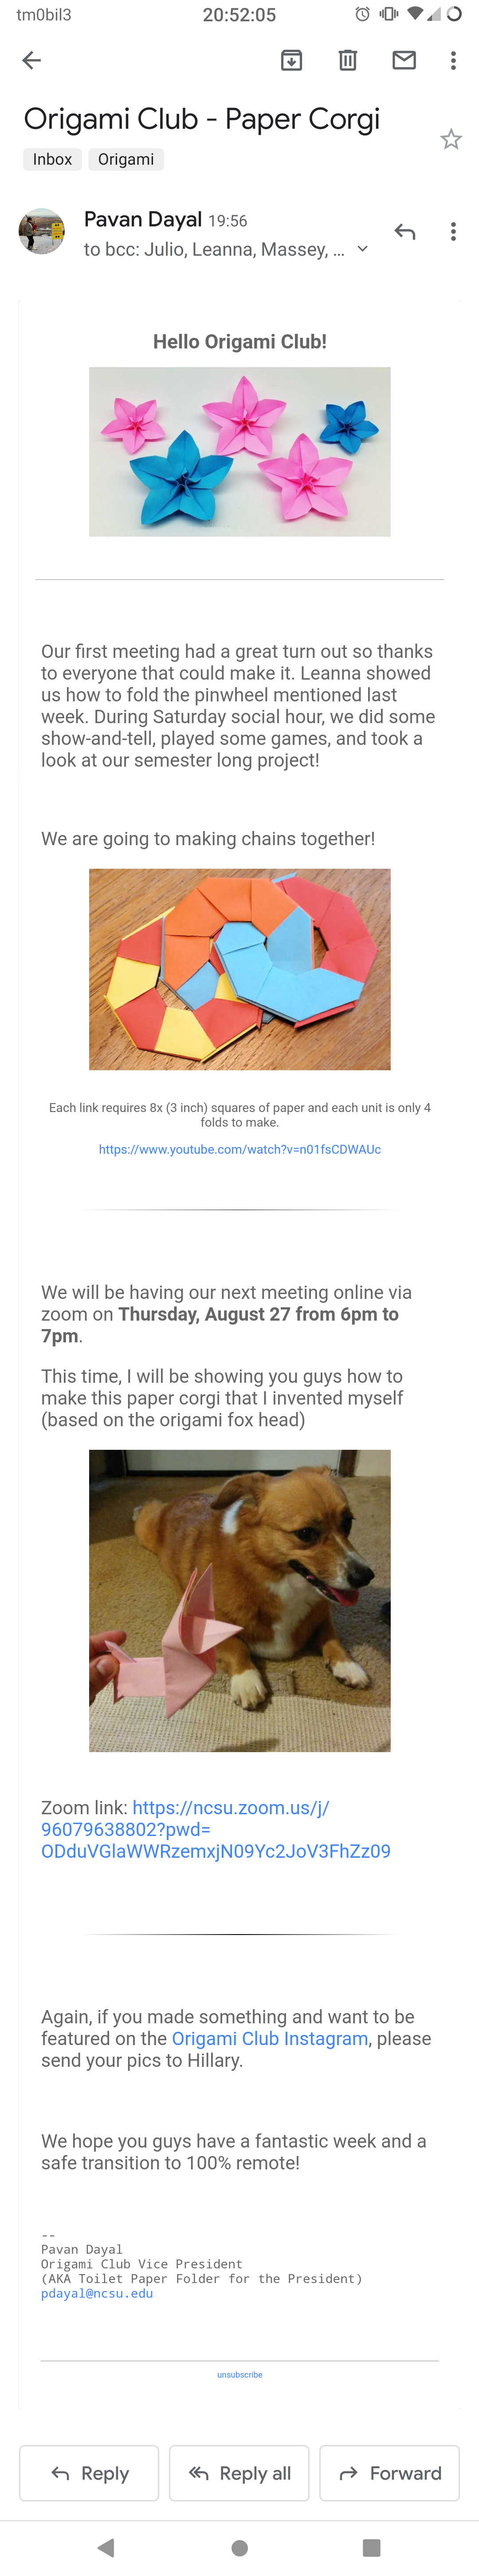 tm0bil3
20:52:05
Origami Club - Paper Corgi
Inbox
Origami
Pavan Dayal 19:56
to bcc: Julio, Leanna, Massey, ...
Hello Origami Club!
Our first meeting had a great turn out so thanks
to everyone that could make it. Leanna showed
us how to fold the pinwheel mentioned last
week. During Saturday social hour, we did some
show-and-tell, played some games, and took a
look at our semester long project!
We are going to making chains together!
Each link requires 8x (3 inch) squares of paper and each unit is only 4
folds to make.
https://www.youtube.com/watch?v=n01fsCDWAUc
We will be having our next meeting online via
zoom on Thursday, August 27 from 6pm to
7pm.
This time, I will be showing you guys how to
make this paper corgi that I invented myself
(based on the origami fox head)
Zoom link: https://ncsu.zoom.us/j/
96079638802?pwd=
ODduVGlaWWRzemxjN09Yc2JoV3FhZz09
Again, if you made something and want to be
featured on the Origami Club Instagram, please
send your pics to Hillary.
We hope you guys have a fantastic week and a
safe transition to 100% remote!
--
Pavan Dayal
Origami Club Vice President
(AKA Toilet Paper Folder for the President)
pdayal@ncsu.edu
unsubscribe
Reply
Reply all
Forward